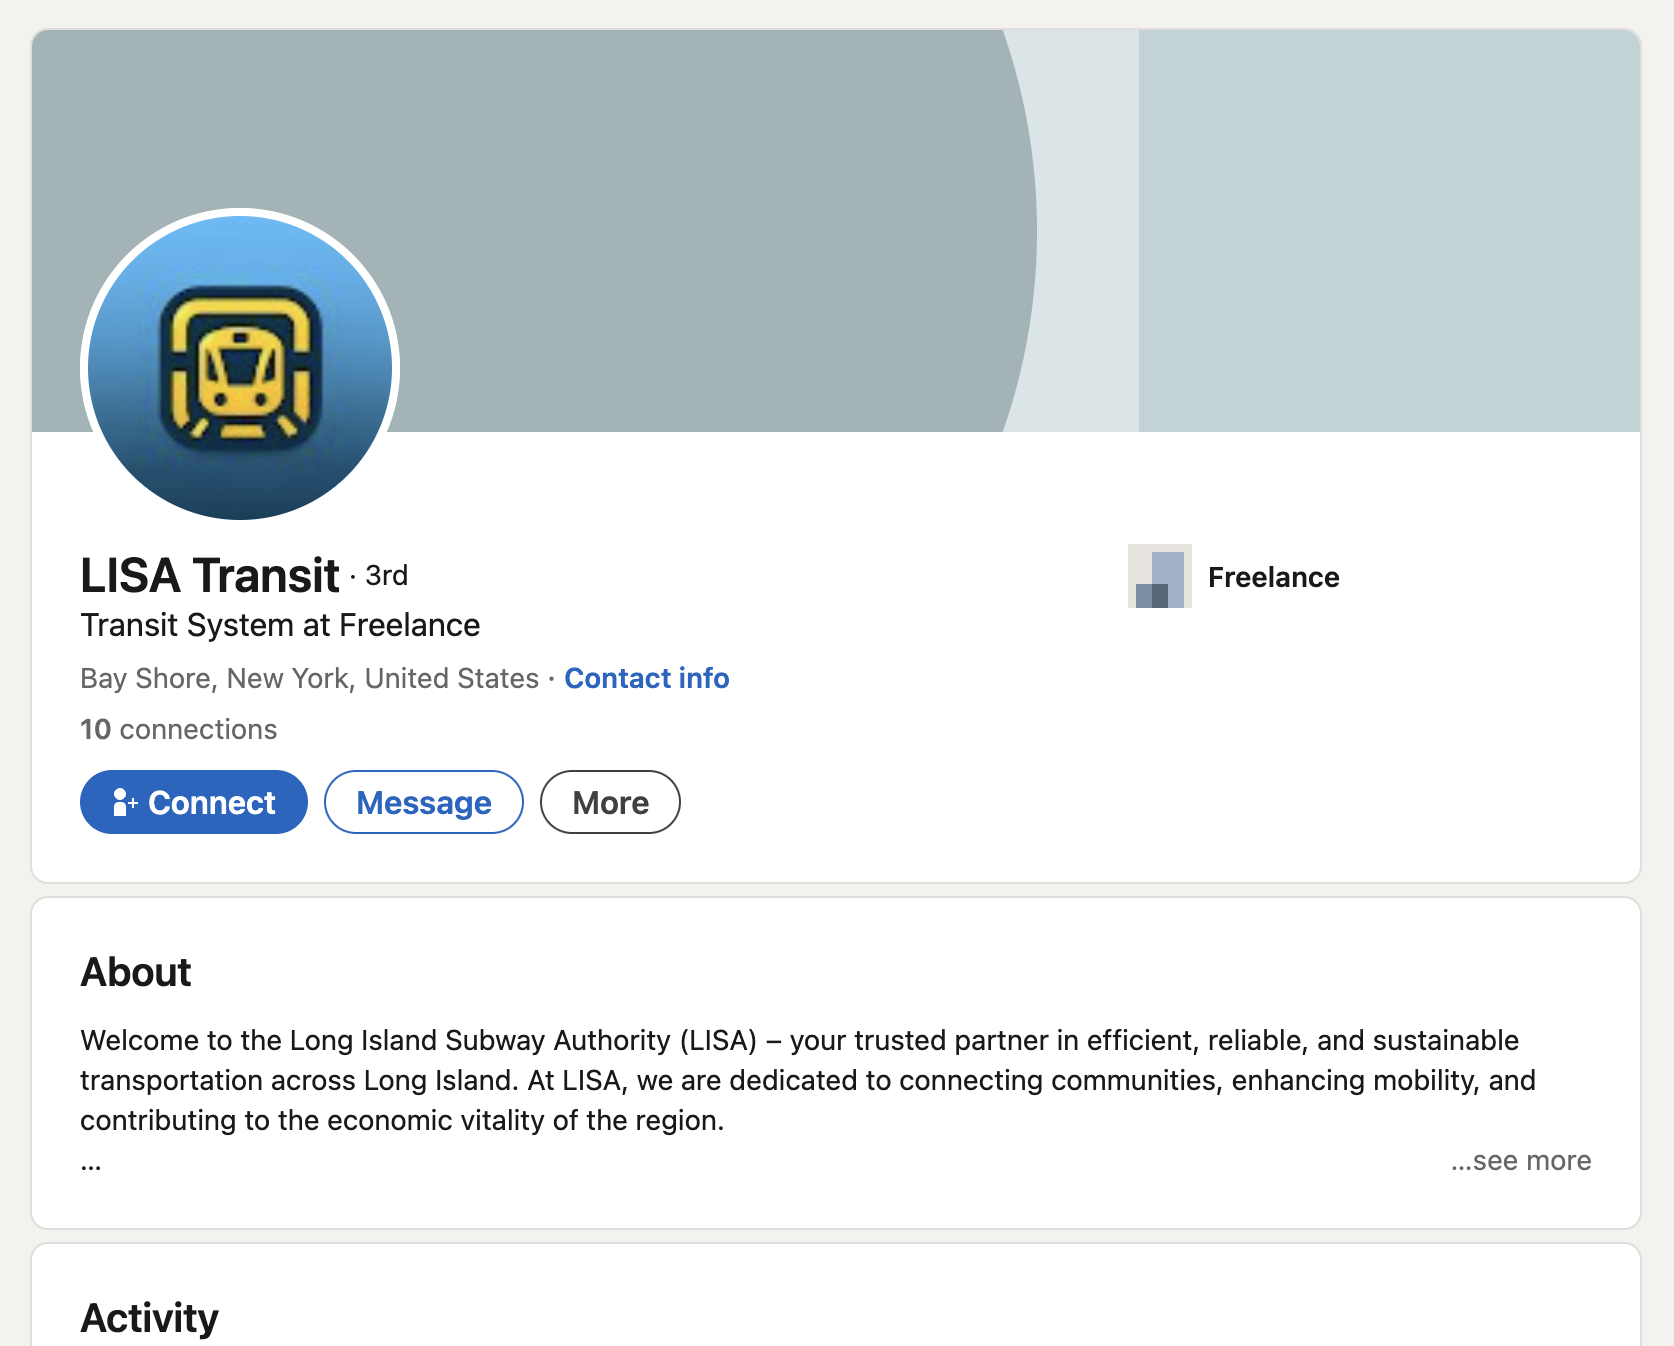 LISA Transit · 3rd
Freelance
Transit System at Freelance
Bay Shore, New York, United States · Contact info
10 connections
Connect
Message
More
About
Welcome to the Long Island Subway Authority (LISA) – your trusted partner in efficient, reliable, and sustainable
transportation across Long Island. At LISA, we are dedicated to connecting communities, enhancing mobility, and
contributing to the economic vitality of the region.
...
...see more
Activity